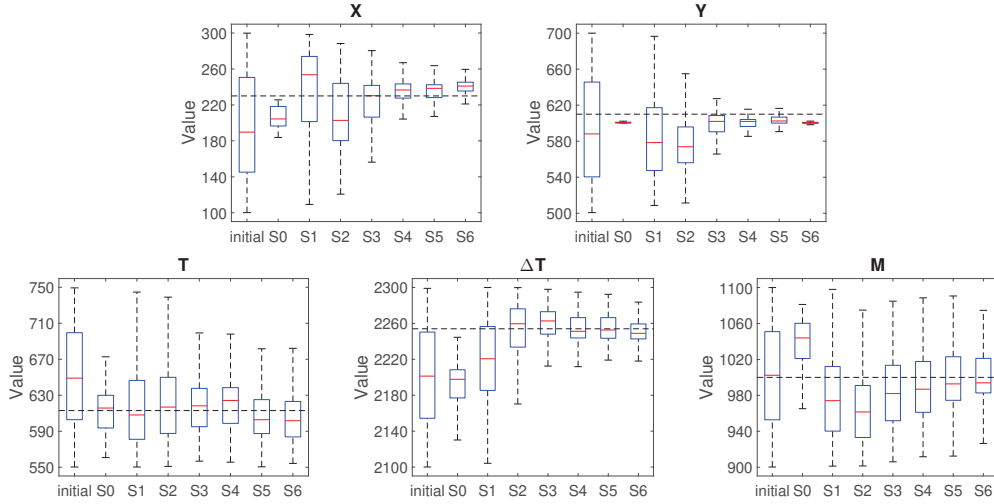 X
Value
300
260
220
180
140
100
initial S0 S1 S2 S3 S4 S5 S6
Y
Value
700
660
620
580
540
500
initial S0 S1 S2 S3 S4 S5 S6
T
Value
750
710
670
630
590
550
initial S0 S1 S2 S3 S4 S5 S6
ΔT
Value
2300
2260
2220
2180
2140
2100
initial S0 S1 S2 S3 S4 S5 S6
M
Value
1100
1060
1020
980
940
900
initial S0 S1 S2 S3 S4 S5 S6